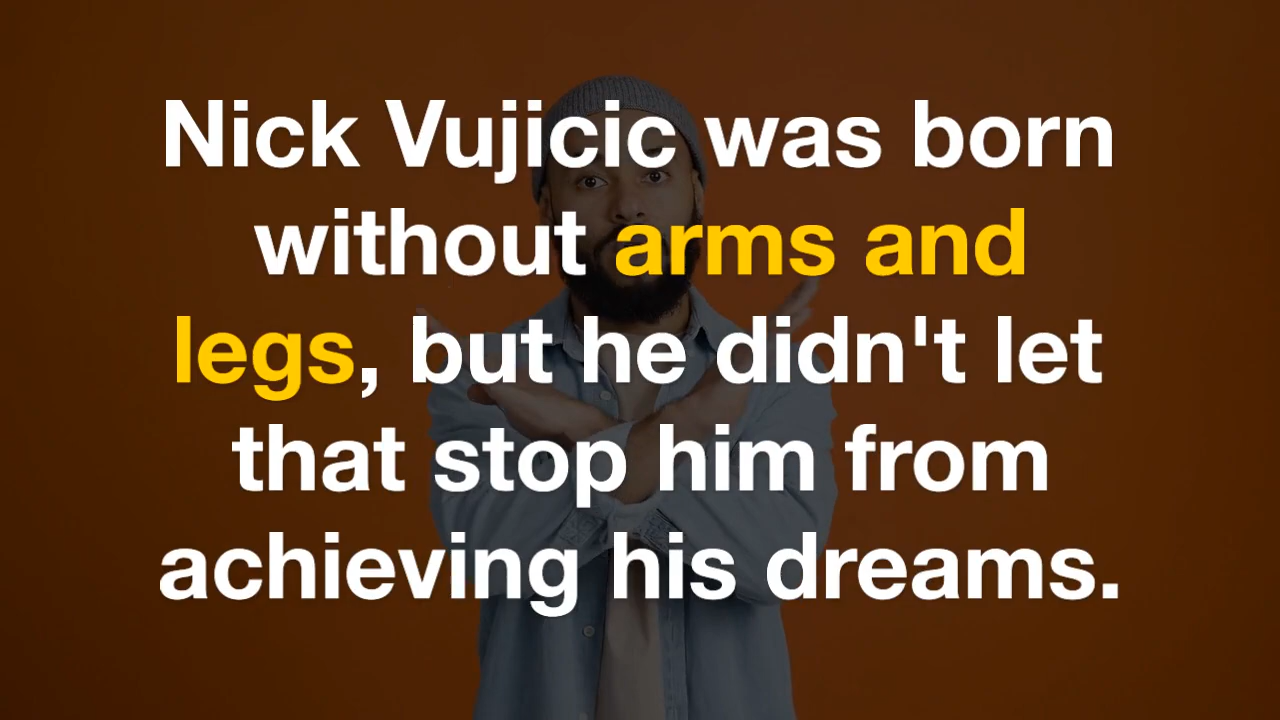 Nick Vujicic was born
without arms and
legs, but he didn't let
that stop him from
achieving his dreams.